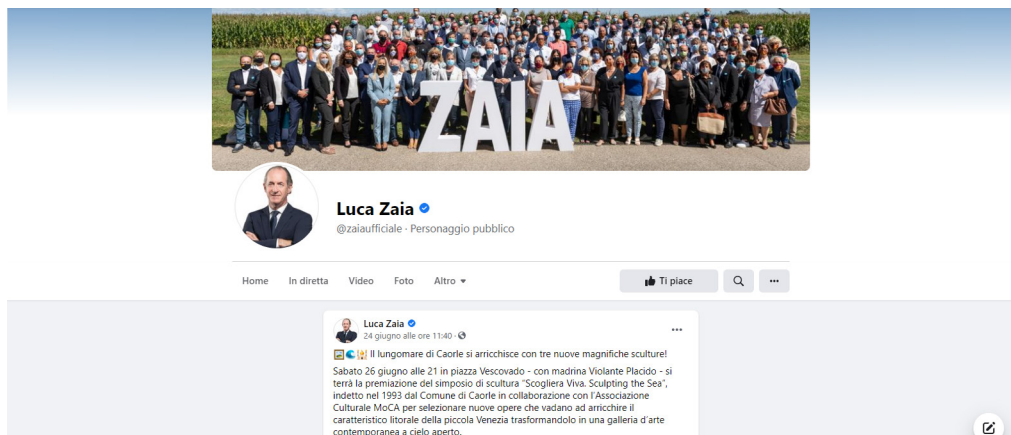 ZAIA
Luca Zaia
@zaiaufficiale · Personaggio pubblico
Home In diretta Video Foto Altro
Ti piace
Luca Zaia
24 giugno alle ore 11:40 ·
Il lungomare di Caorle si arricchisce con tre nuove magnifiche sculture!
Sabato 26 giugno alle 21 in piazza Vescovado - con madrina Violante Placido - si
terrà la premiazione del simposio di scultura "Scogliera Viva. Sculpting the Sea",
indetto nel 1993 dal Comune di Caorle in collaborazione con l'Associazione
Culturale MoCA per selezionare nuove opere che vadano ad arricchire il
caratteristico litorale della piccola Venezia trasformandolo in una galleria d'arte
contemporanea a cielo aperto.